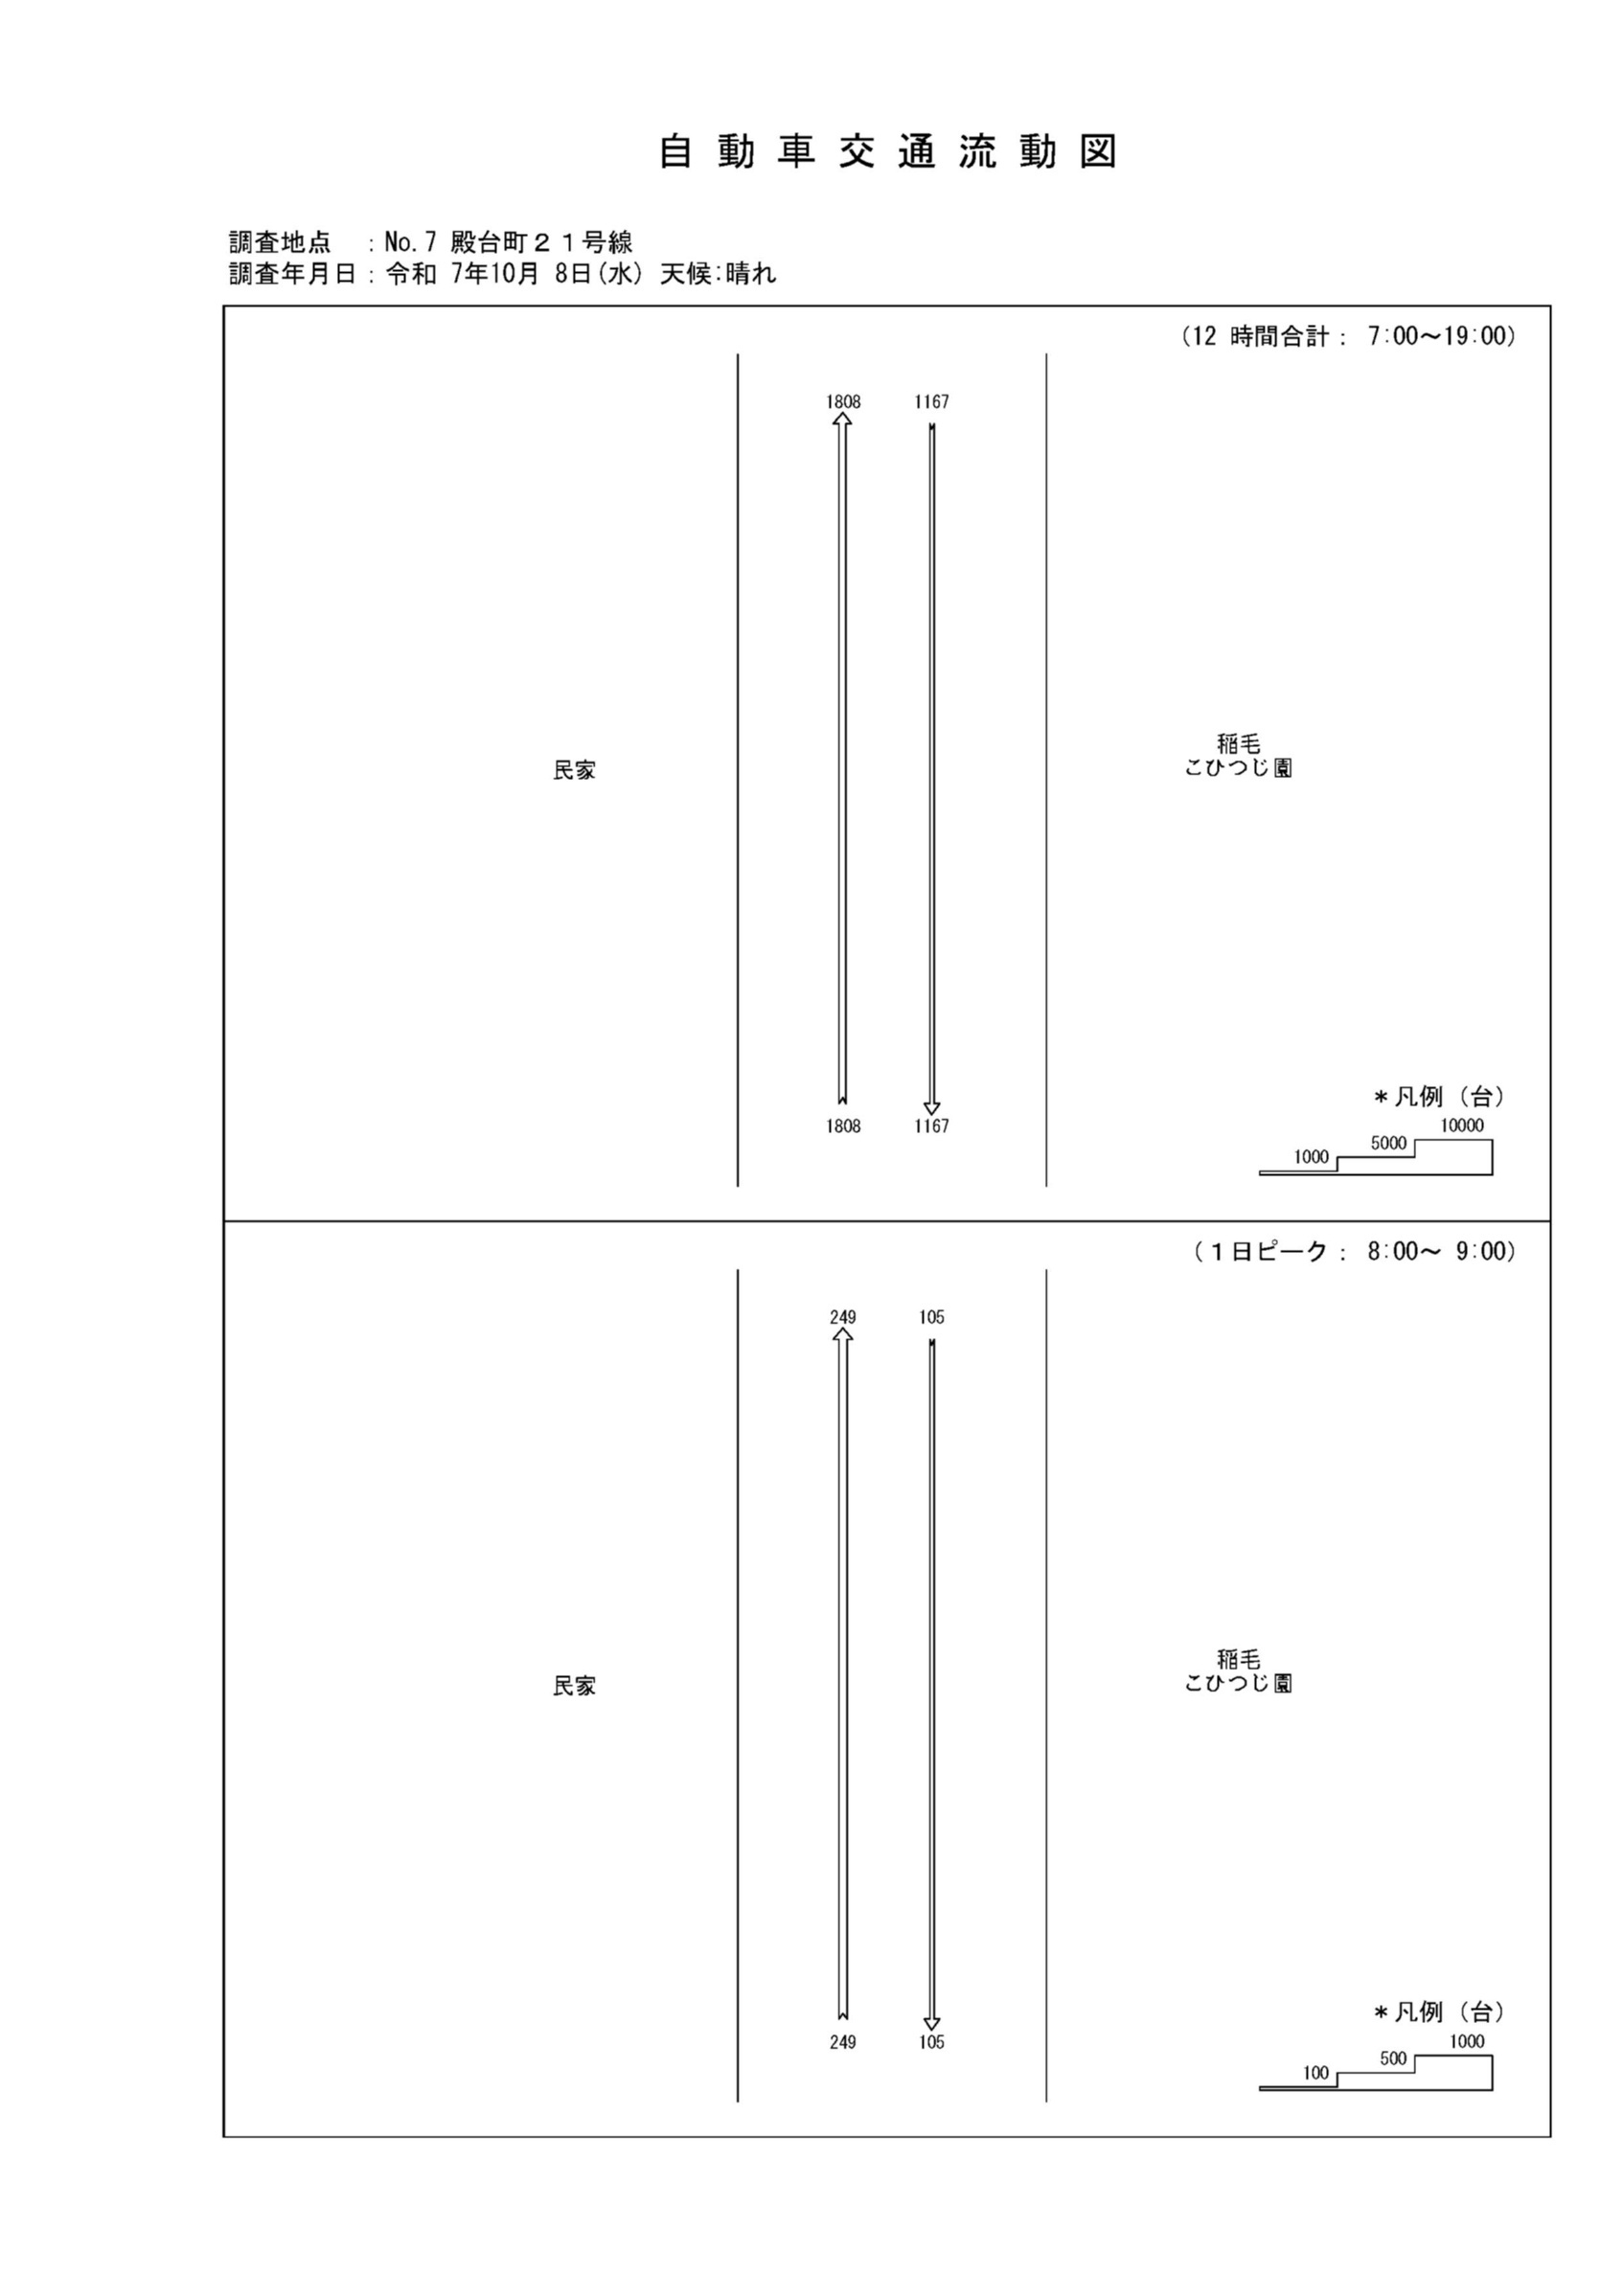 自動車交通流動図
調査地点　：No.7 殿台町２１号線
調査年月日：令和 7年10月 8日(水) 天候:晴れ
(12 時間合計： 7:00～19:00)
1808 1167
民家
稲毛
こひつじ園
1808 1167
＊凡例（台）
10000
5000
1000
(１日ピーク： 8:00～ 9:00)
249 105
民家
稲毛
こひつじ園
249 105
＊凡例（台）
1000
500
100